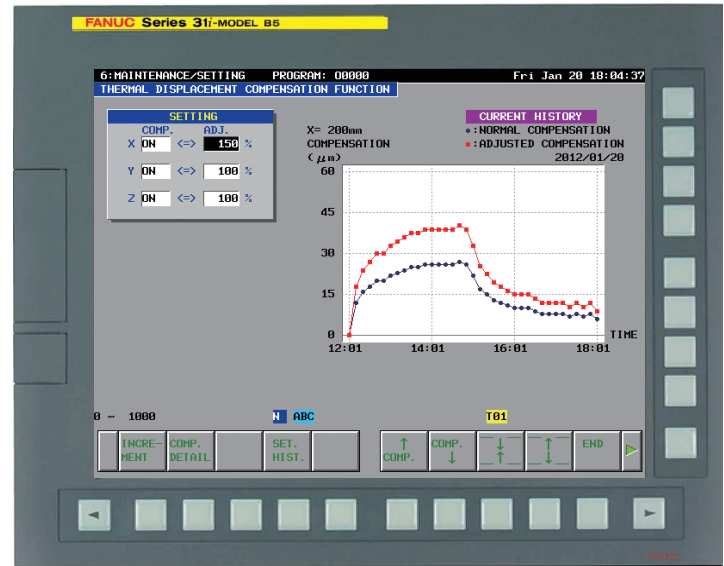 FANUC Series 31i-MODEL B5
6:MAINTENANCE/SETTING PROGRAM: O0000 Fri Jan 20 18:04:37
THERMAL DISPLACEMENT COMPENSATION FUNCTION
SETTING
COMP. ADJ.
X ON <=> 150 %
Y ON <=> 100 %
Z ON <=> 100 %
X= 200mm
COMPENSATION
(μm)
CURRENT HISTORY
●:NORMAL COMPENSATION
■:ADJUSTED COMPENSATION
2012/01/20
60
45
30
15
0
TIME
12:01 14:01 16:01 18:01
0 ~ 1000 N ABC T01
INCRE-MENT
COMP. DETAIL
SET. HIST.
↑ COMP.
COMP. ↓
END